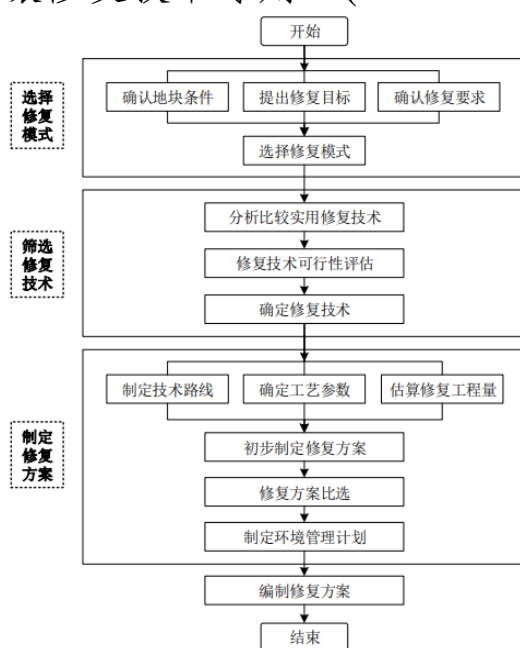 开始
选择
修复
模式
确认地块条件 提出修复目标 确认修复要求
选择修复模式
筛选
修复
技术
分析比较实用修复技术
修复技术可行性评估
确定修复技术
制定
修复
方案
制定技术路线 确定工艺参数 估算修复工程量
初步制定修复方案
修复方案比选
制定环境管理计划
编制修复方案
结束